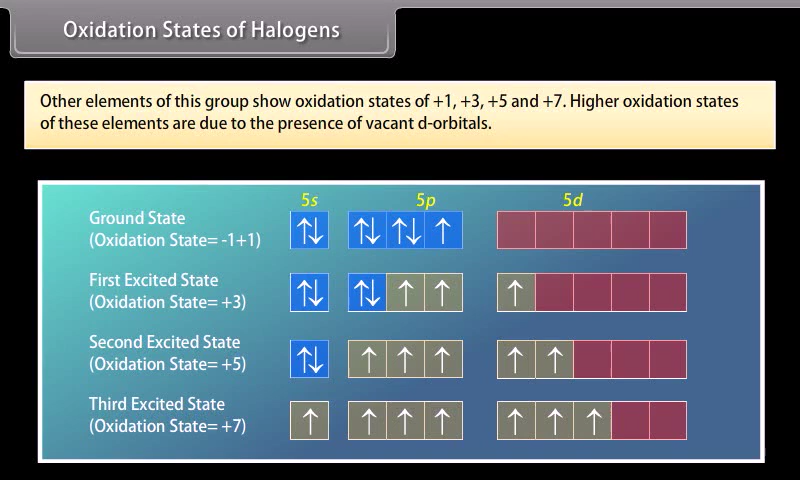 Oxidation States of Halogens
Other elements of this group show oxidation states of +1, +3, +5 and +7. Higher oxidation states
of these elements are due to the presence of vacant d-orbitals.
5s 5p 5d
Ground State
(Oxidation State= -1+1)
↑↓ ↑↓ ↑↓ ↑
First Excited State
(Oxidation State= +3)
↑↓ ↑↓ ↑ ↑ ↑
Second Excited State
(Oxidation State= +5)
↑↓ ↑ ↑ ↑ ↑ ↑
Third Excited State
(Oxidation State= +7)
↑ ↑ ↑ ↑ ↑ ↑ ↑